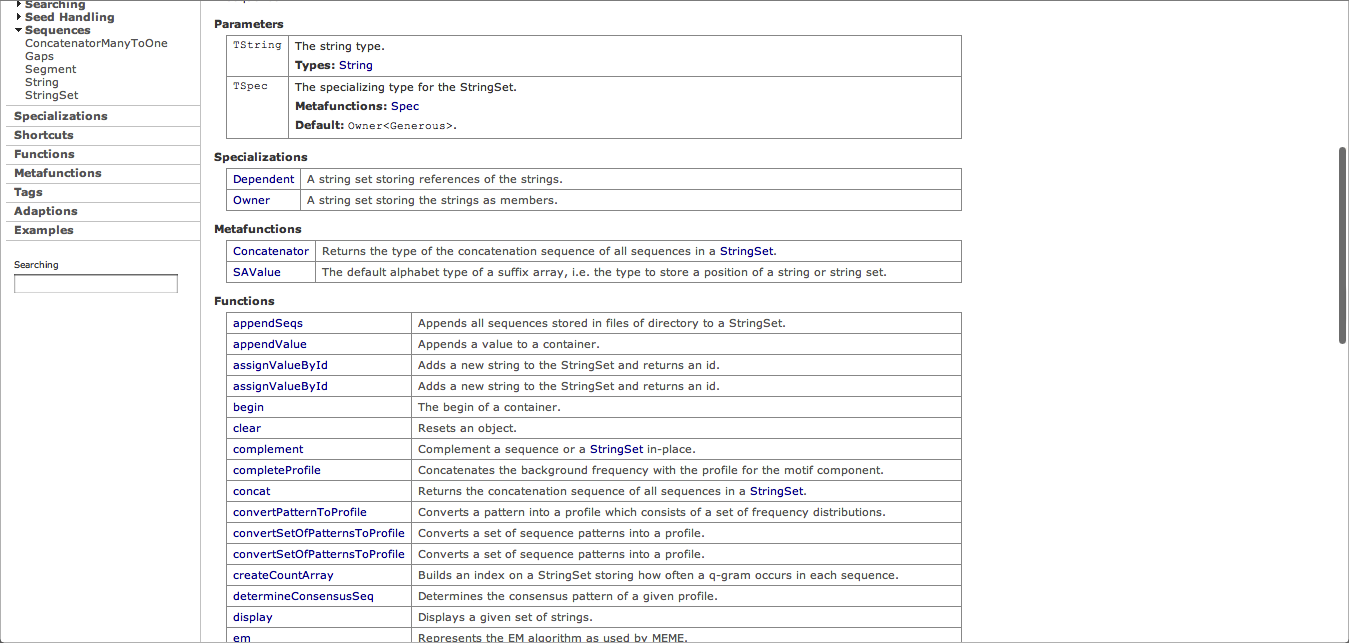 Searching
Seed Handling
Sequences
ConcatenatorManyToOne
Gaps
Segment
String
StringSet
Specializations
Shortcuts
Functions
Metafunctions
Tags
Adaptions
Examples
Searching
Parameters
TString The string type.
Types: String
TSpec The specializing type for the StringSet.
Metafunctions: Spec
Default: Owner<Generous>.
Specializations
Dependent A string set storing references of the strings.
Owner A string set storing the strings as members.
Metafunctions
Concatenator Returns the type of the concatenation sequence of all sequences in a StringSet.
SAValue The default alphabet type of a suffix array, i.e. the type to store a position of a string or string set.
Functions
appendSeqs Appends all sequences stored in files of directory to a StringSet.
appendValue Appends a value to a container.
assignValueById Adds a new string to the StringSet and returns an id.
assignValueById Adds a new string to the StringSet and returns an id.
begin The begin of a container.
clear Resets an object.
complement Complement a sequence or a StringSet in-place.
completeProfile Concatenates the background frequency with the profile for the motif component.
concat Returns the concatenation sequence of all sequences in a StringSet.
convertPatternToProfile Converts a pattern into a profile which consists of a set of frequency distributions.
convertSetOfPatternsToProfile Converts a set of sequence patterns into a profile.
convertSetOfPatternsToProfile Converts a set of sequence patterns into a profile.
createCountArray Builds an index on a StringSet storing how often a q-gram occurs in each sequence.
determineConsensusSeq Determines the consensus pattern of a given profile.
display Displays a given set of strings.
em Represents the EM algorithm as used by MEME.